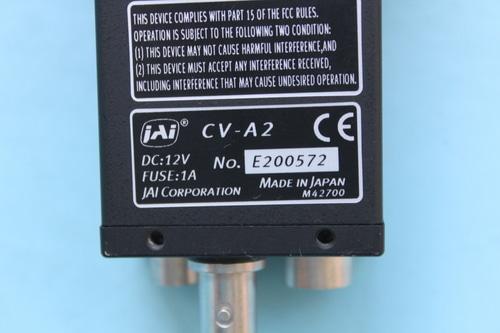 THIS DEVICE COMPLIES WITH PART 15 OF THE FCC RULES.
OPERATION IS SUBJECT TO THE FOLLOWING TWO CONDITION:
(1) THIS DEVICE MAY NOT CAUSE HARMFUL INTERFERENCE,AND
(2) THIS DEVICE MUST ACCEPT ANY INTERFERENCE RECEIVED,
INCLUDING INTERFERENCE THAT MAY CAUSE UNDESIRED OPERATION.
JAi® CV-A2 CE
DC:12V No. E200572
FUSE:1A MADE IN JAPAN
JAI CORPORATION M42700